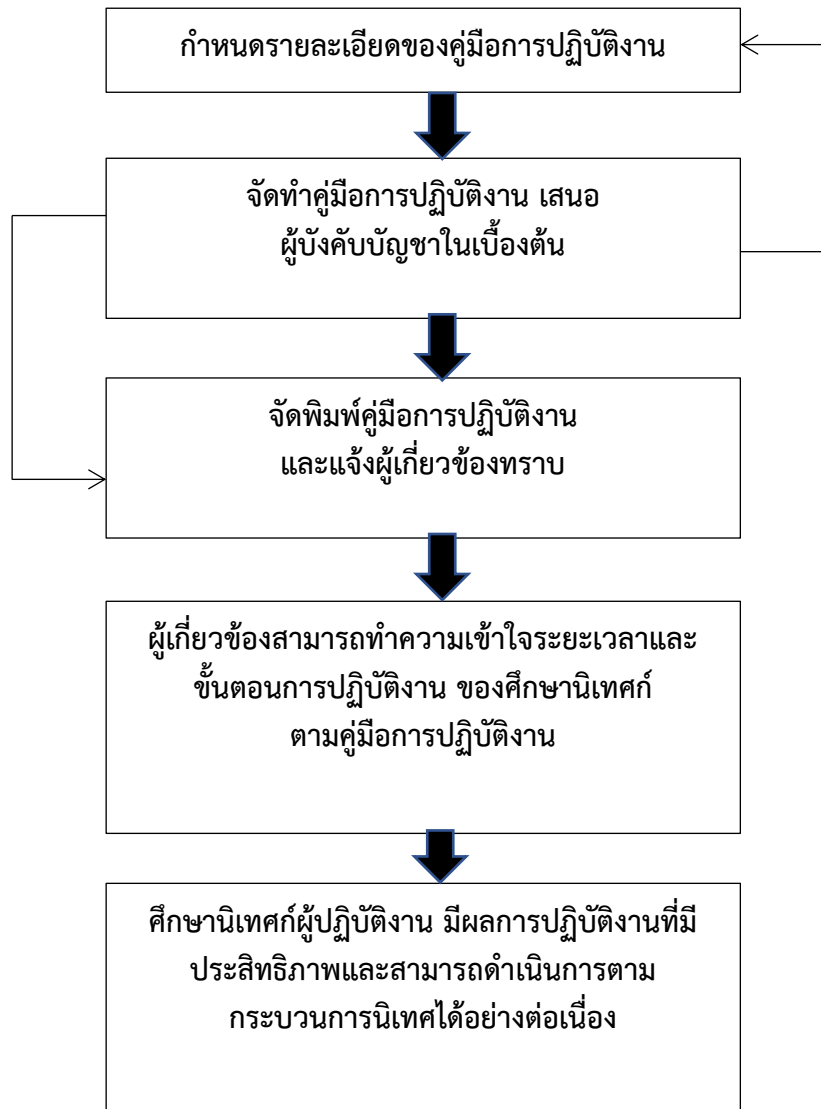 กำหนดรายละเอียดของคู่มือการปฏิบัติงาน
จัดทำคู่มือการปฏิบัติงาน เสนอ
ผู้บังคับบัญชาในเบื้องต้น
จัดพิมพ์คู่มือการปฏิบัติงาน
และแจ้งผู้เกี่ยวข้องทราบ
ผู้เกี่ยวข้องสามารถทำความเข้าใจระยะเวลาและ
ขั้นตอนการปฏิบัติงาน ของศึกษานิเทศก์
ตามคู่มือการปฏิบัติงาน
ศึกษานิเทศก์ผู้ปฏิบัติงาน มีผลการปฏิบัติงานที่มี
ประสิทธิภาพและสามารถดำเนินการตาม
กระบวนการนิเทศได้อย่างต่อเนื่อง